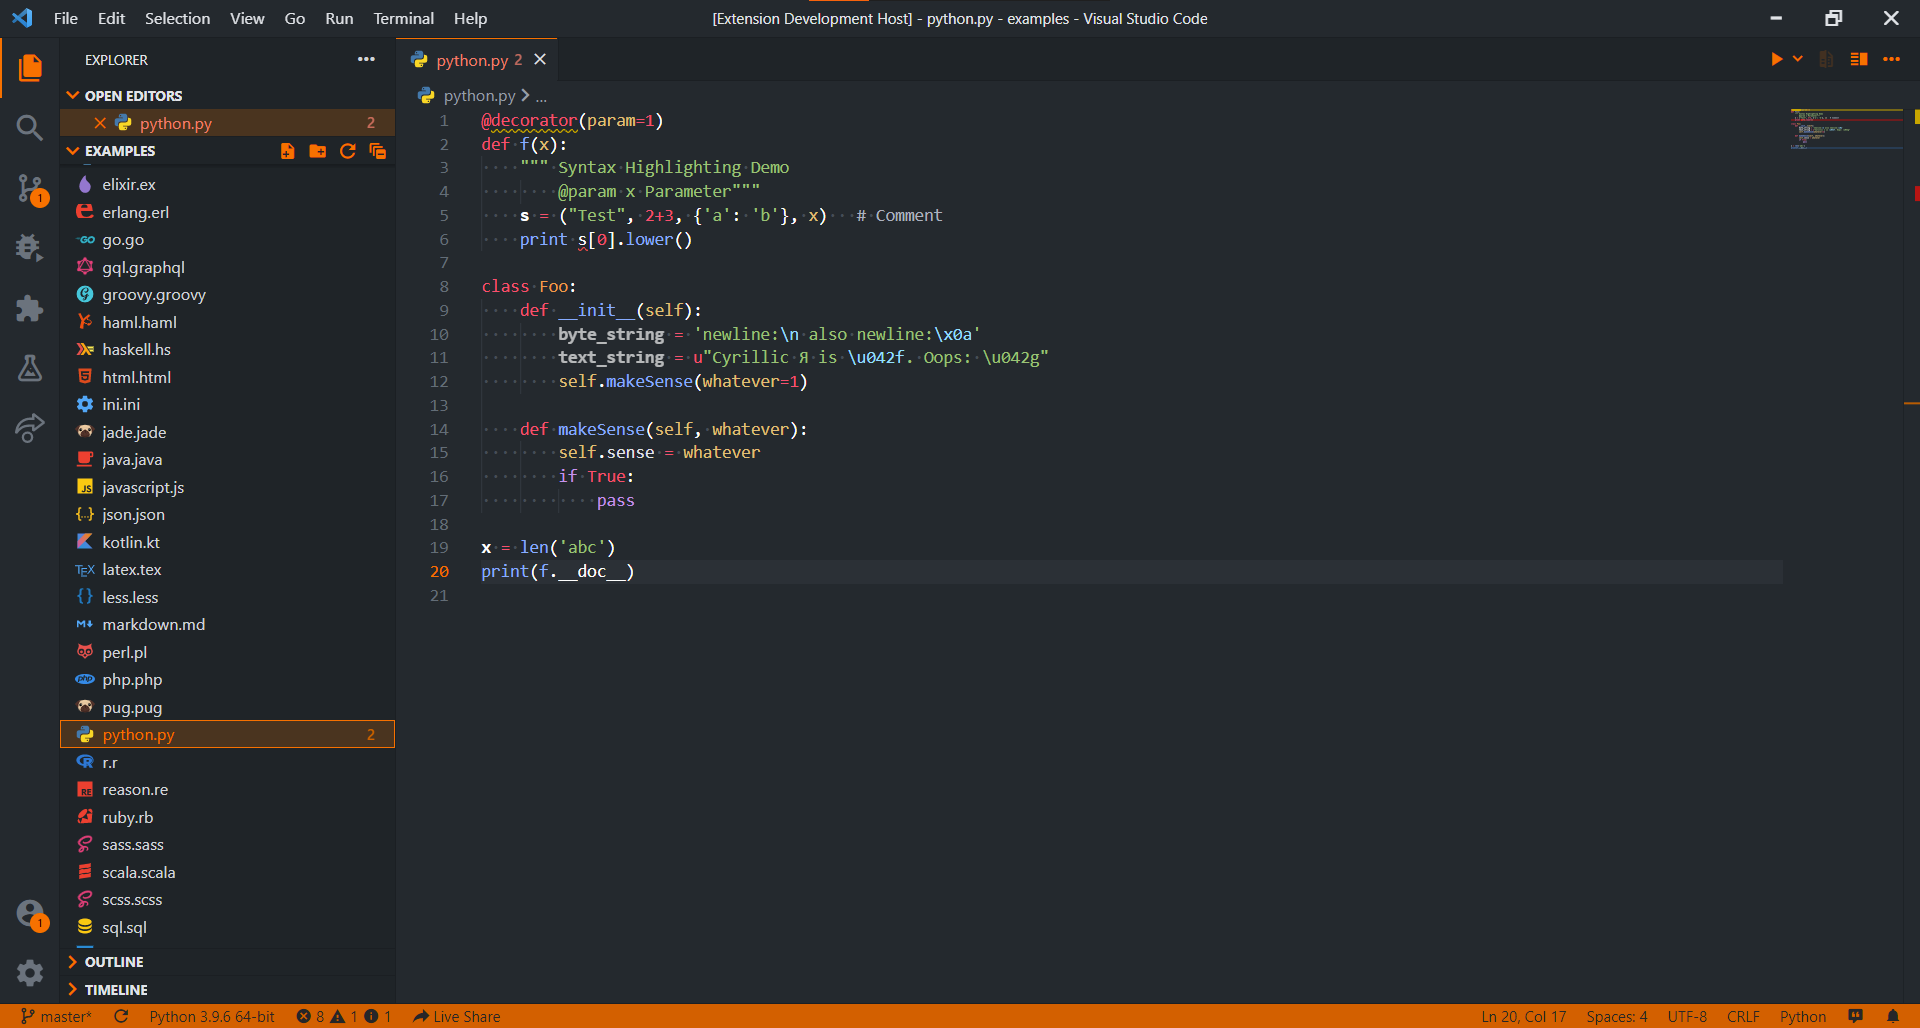 File Edit Selection View Go Run Terminal Help
[Extension Development Host] - python.py - examples - Visual Studio Code
EXPLORER
OPEN EDITORS
python.py 2
EXAMPLES
elixir.ex
erlang.erl
go.go
gql.graphql
groovy.groovy
haml.haml
haskell.hs
html.html
ini.ini
jade.jade
java.java
javascript.js
json.json
kotlin.kt
latex.tex
less.less
markdown.md
perl.pl
php.php
pug.pug
python.py 2
r.r
reason.re
ruby.rb
sass.sass
scala.scala
scss.scss
sql.sql
OUTLINE
TIMELINE
1
1
python.py 2
python.py > ...
1 @decorator(param=1)
2 def f(x):
3     """ Syntax Highlighting Demo
4         @param x Parameter"""
5     s = ("Test", 2+3, {'a': 'b'}, x)   # Comment
6     print s[0].lower()
7
8 class Foo:
9     def __init__(self):
10         byte_string = 'newline:\n also newline:\x0a'
11         text_string = u"Cyrillic Я is \u042f. Oops: \u042g"
12         self.makeSense(whatever=1)
13
14     def makeSense(self, whatever):
15         self.sense = whatever
16         if True:
17             pass
18
19 x = len('abc')
20 print(f.__doc__)
21
master* Python 3.9.6 64-bit 8 1 1 Live Share
Ln 20, Col 17 Spaces: 4 UTF-8 CRLF Python